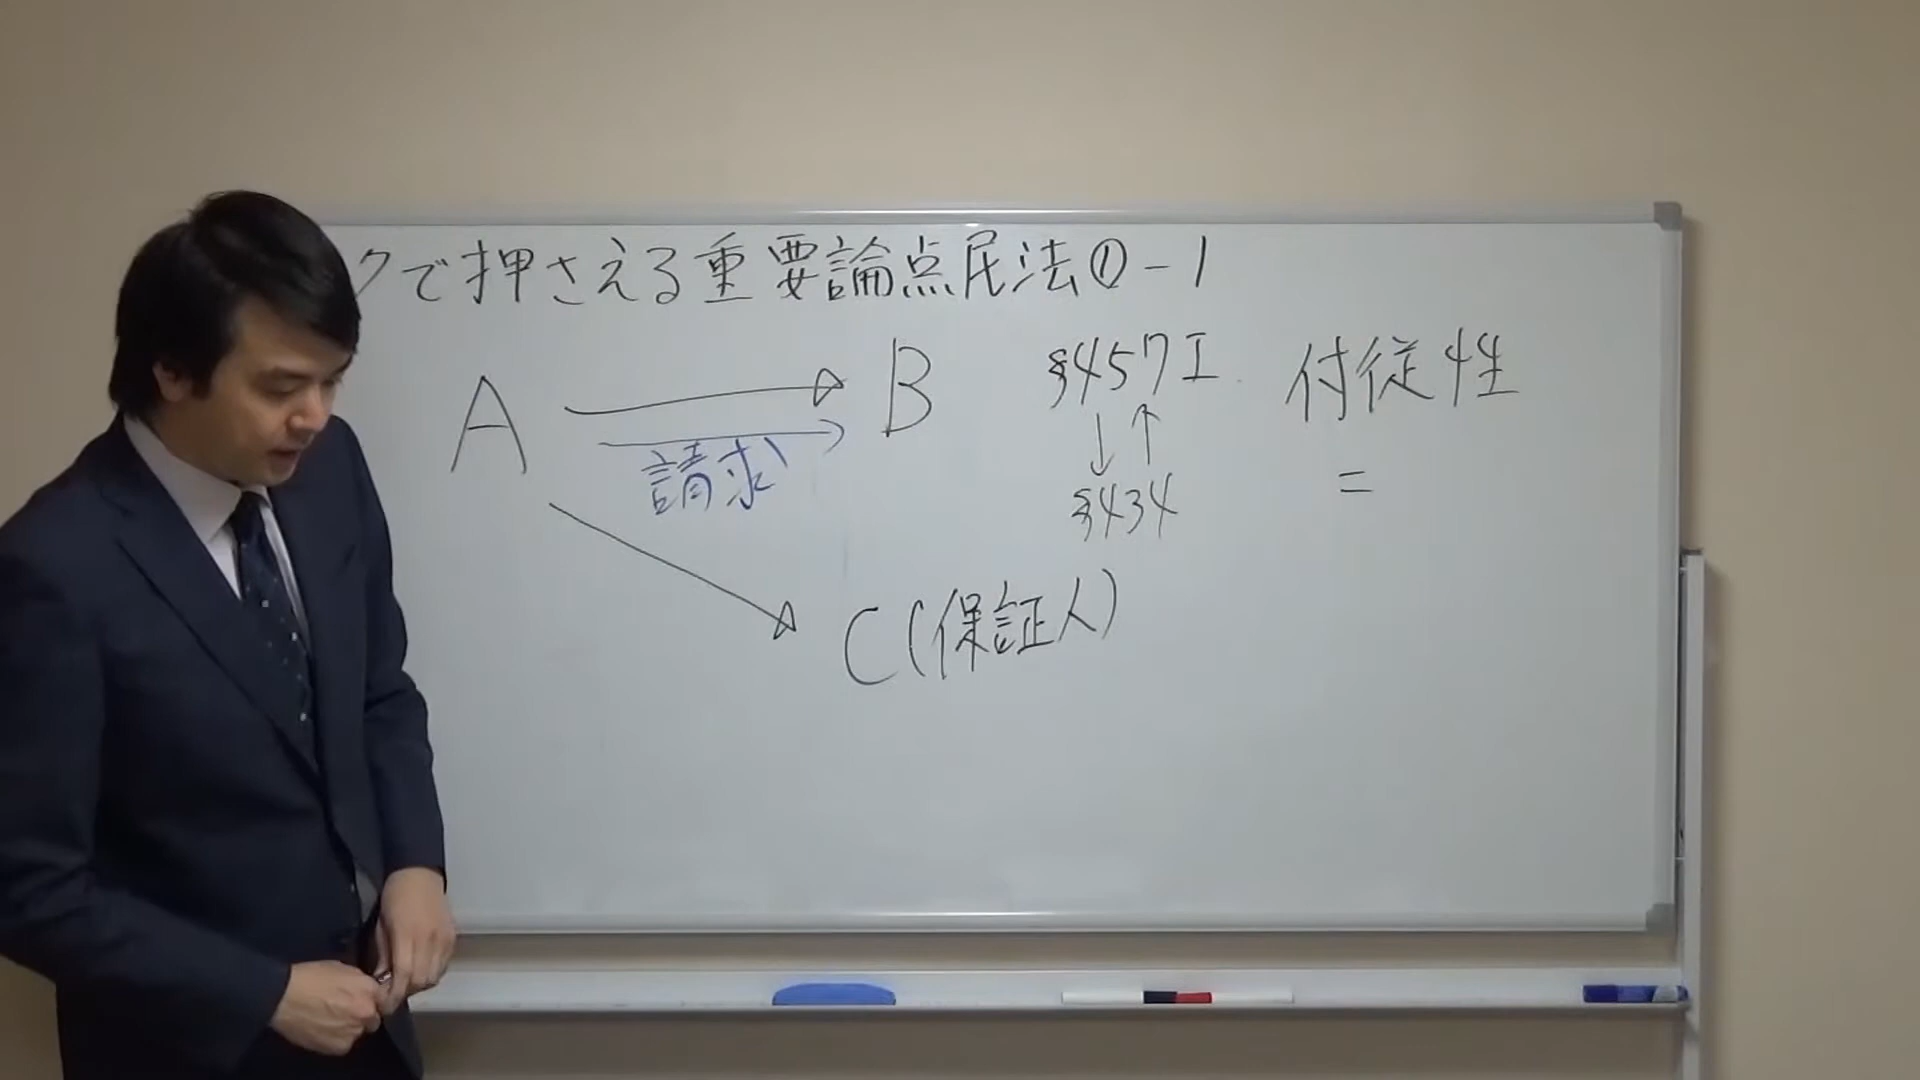 クで押さえる重要論点民法①-1
A
B
請求
C(保証人)
§457I
↓↑
§434
付従性
=